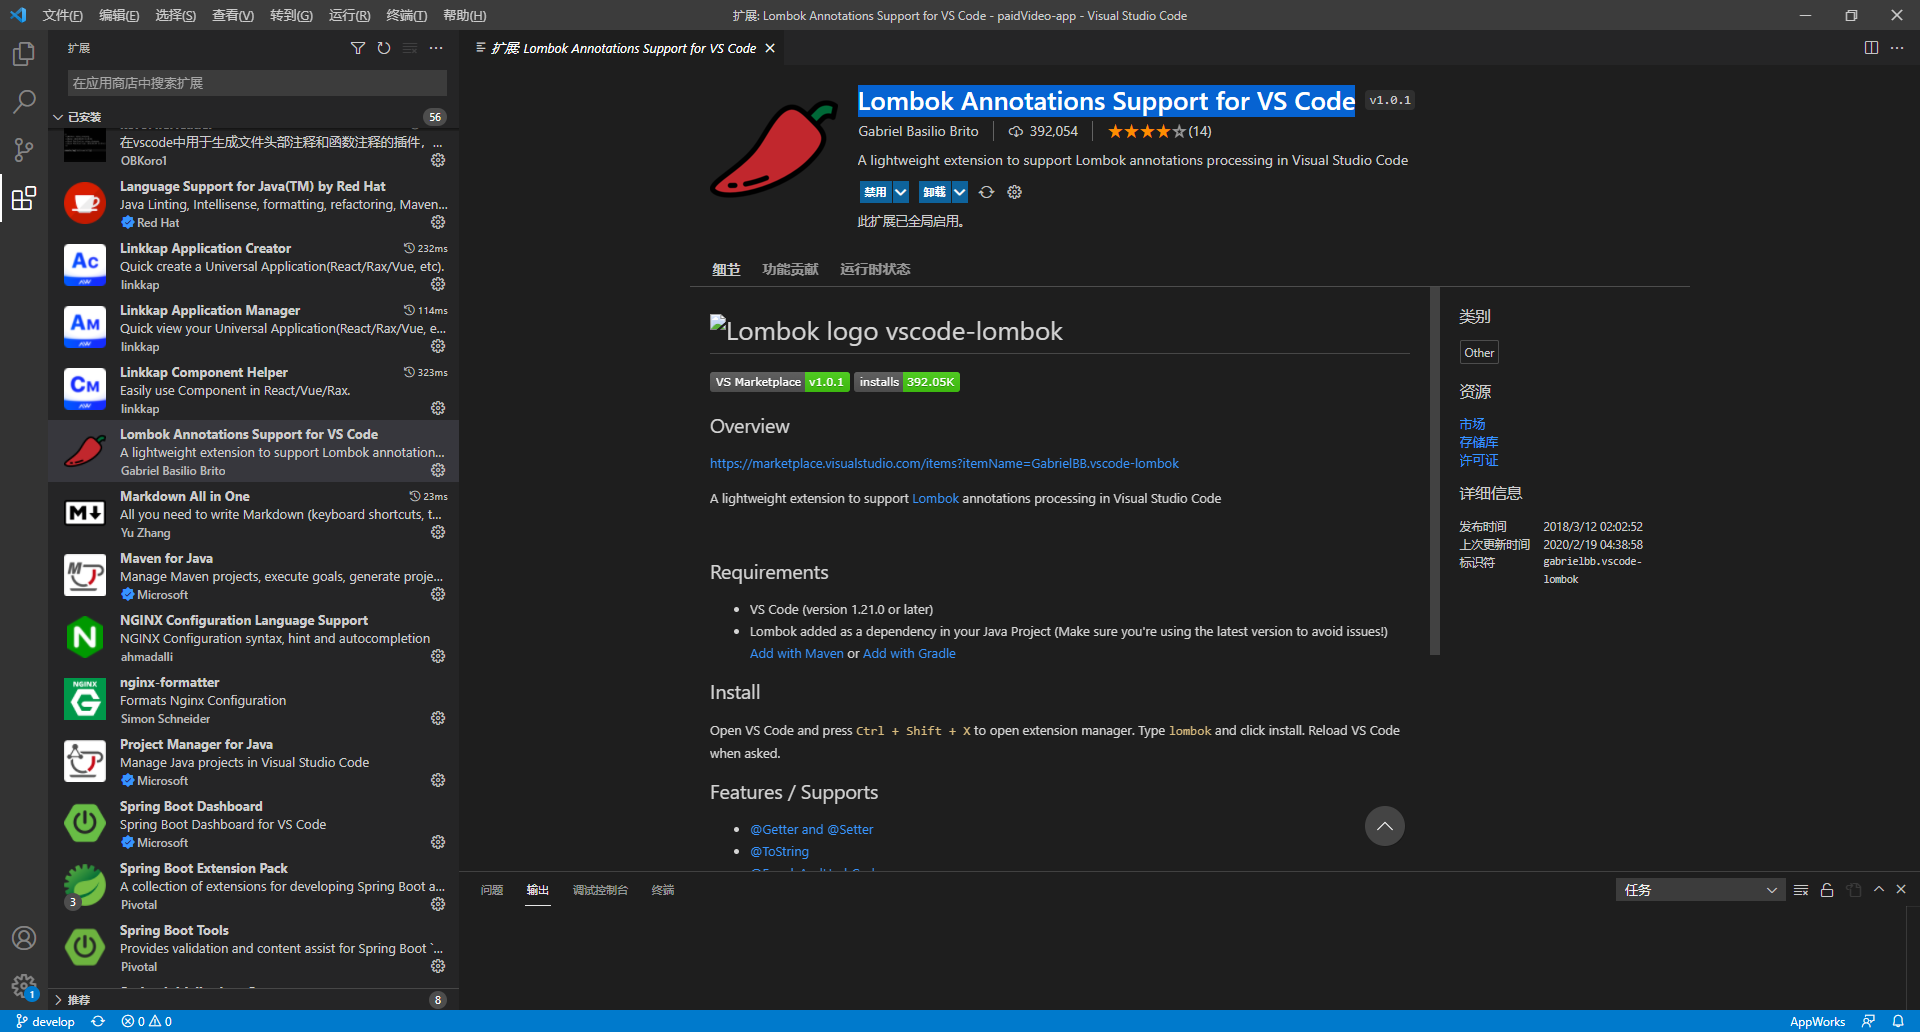 文件(F) 编辑(E) 选择(S) 查看(V) 转到(G) 运行(R) 终端(T) 帮助(H)
扩展: Lombok Annotations Support for VS Code - paidVideo-app - Visual Studio Code
扩展
在应用商店中搜索扩展
已安装 56
在vscode中用于生成文件头部注释和函数注释的插件，...
OBKoro1
Language Support for Java(TM) by Red Hat
Java Linting, Intellisense, formatting, refactoring, Maven...
Red Hat
Linkkap Application Creator 232ms
Quick create a Universal Application(React/Rax/Vue, etc).
linkkap
Linkkap Application Manager 114ms
Quick view your Universal Application(React/Rax/Vue, e...
linkkap
Linkkap Component Helper 323ms
Easily use Component in React/Vue/Rax.
linkkap
Lombok Annotations Support for VS Code
A lightweight extension to support Lombok annotation...
Gabriel Basilio Brito
Markdown All in One 23ms
All you need to write Markdown (keyboard shortcuts, t...
Yu Zhang
Maven for Java
Manage Maven projects, execute goals, generate proje...
Microsoft
NGINX Configuration Language Support
NGINX Configuration syntax, hint and autocompletion
ahmadalli
nginx-formatter
Formats Nginx Configuration
Simon Schneider
Project Manager for Java
Manage Java projects in Visual Studio Code
Microsoft
Spring Boot Dashboard
Spring Boot Dashboard for VS Code
Microsoft
Spring Boot Extension Pack
A collection of extensions for developing Spring Boot a...
3 Pivotal
Spring Boot Tools
Provides validation and content assist for Spring Boot `...
Pivotal
推荐 8
扩展: Lombok Annotations Support for VS Code
Lombok Annotations Support for VS Code v1.0.1
Gabriel Basilio Brito 392,054 (14)
A lightweight extension to support Lombok annotations processing in Visual Studio Code
禁用 卸载
此扩展已全局启用。
细节 功能贡献 运行时状态
Lombok logo vscode-lombok
VS Marketplace v1.0.1 installs 392.05K
Overview
https://marketplace.visualstudio.com/items?itemName=GabrielBB.vscode-lombok
A lightweight extension to support Lombok annotations processing in Visual Studio Code
Requirements
VS Code (version 1.21.0 or later)
Lombok added as a dependency in your Java Project (Make sure you're using the latest version to avoid issues!)
Add with Maven or Add with Gradle
Install
Open VS Code and press Ctrl + Shift + X to open extension manager. Type lombok and click install. Reload VS Code
when asked.
Features / Supports
@Getter and @Setter
@ToString
类别
Other
资源
市场
存储库
许可证
详细信息
发布时间 2018/3/12 02:02:52
上次更新时间 2020/2/19 04:38:58
标识符 gabrielbb.vscode-
lombok
问题 输出 调试控制台 终端
任务
1
develop 0 0
AppWorks